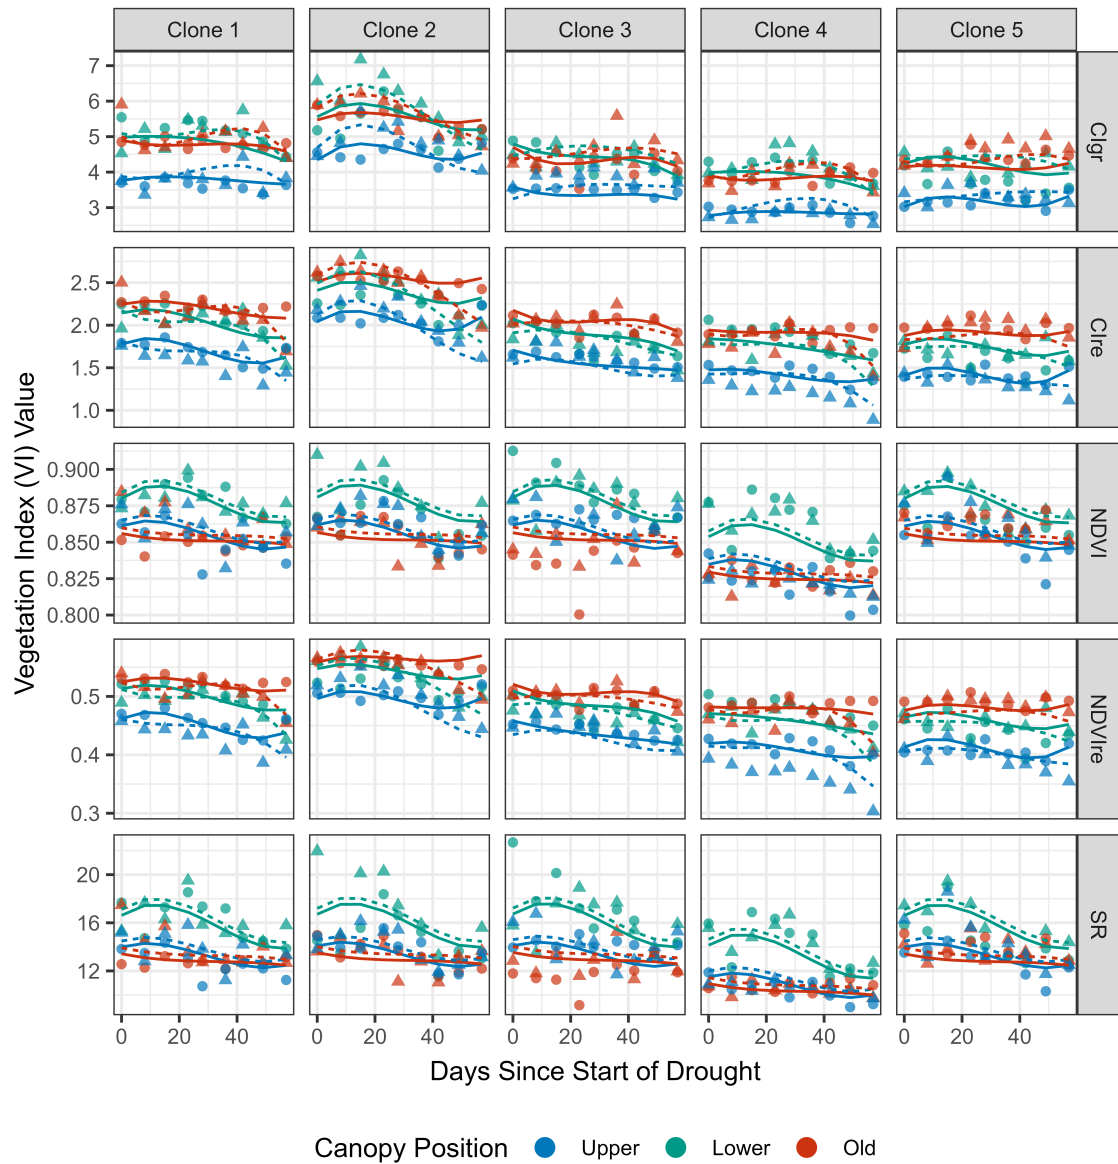 Clone 1 Clone 2 Clone 3 Clone 4 Clone 5
7
6
5
4
3
CIgr
2.5
2.0
1.5
1.0
CIre
Vegetation Index (VI) Value
0.900
0.875
0.850
0.825
0.800
NDVI
0.5
0.4
0.3
NDVIre
20
16
12
SR
0 20 40 0 20 40 0 20 40 0 20 40 0 20 40
Days Since Start of Drought
Canopy Position Upper Lower Old